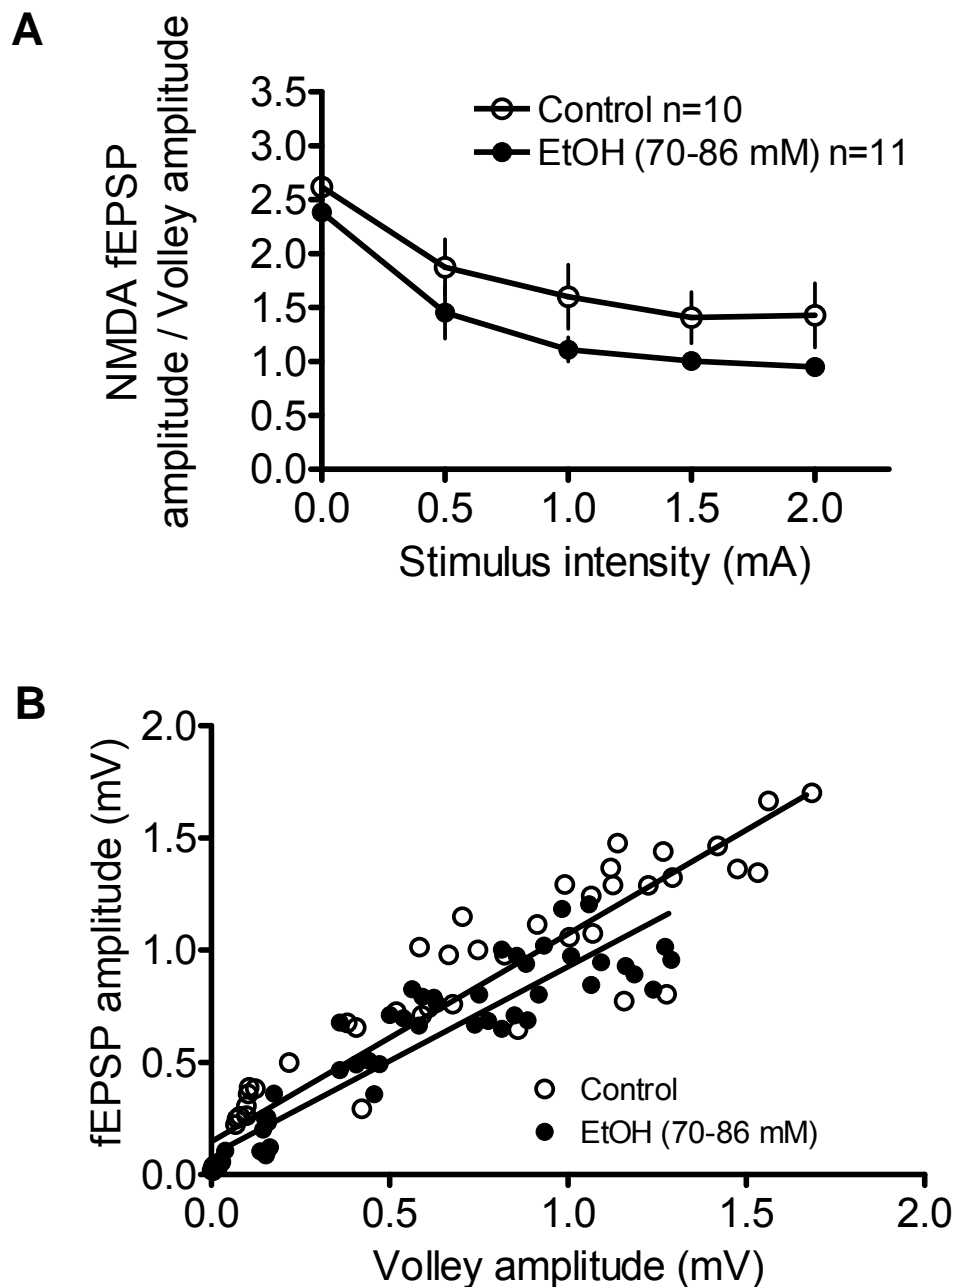 A
NMDA fEPSP
amplitude / Volley amplitude
3.5
3.0
2.5
2.0
1.5
1.0
0.5
0.0
Control n=10
EtOH (70-86 mM) n=11
0.0 0.5 1.0 1.5 2.0
Stimulus intensity (mA)
B
fEPSP amplitude (mV)
2.0
1.5
1.0
0.5
0.0
Control
EtOH (70-86 mM)
0.0 0.5 1.0 1.5 2.0
Volley amplitude (mV)